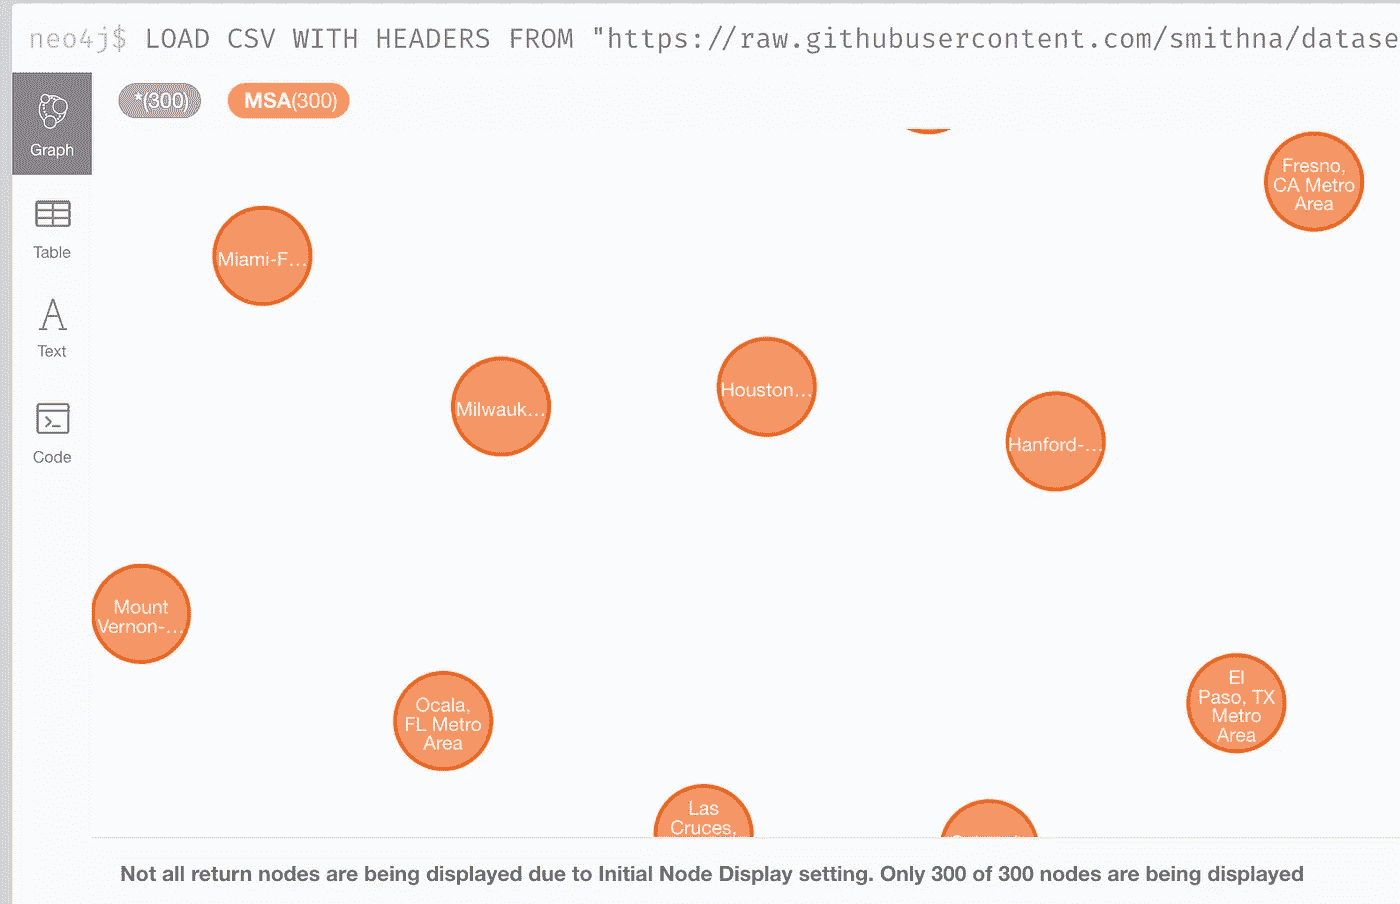 neo4j$ LOAD CSV WITH HEADERS FROM "https://raw.githubusercontent.com/smithna/datase
*(300) MSA(300)
Graph
Table
Text
Code
Fresno,
CA Metro
Area
Miami-F...
Milwauk...
Houston...
Hanford-...
Mount
Vernon-...
Ocala,
FL Metro
Area
El
Paso, TX
Metro
Area
Las
Cruces,
Not all return nodes are being displayed due to Initial Node Display setting. Only 300 of 300 nodes are being displayed